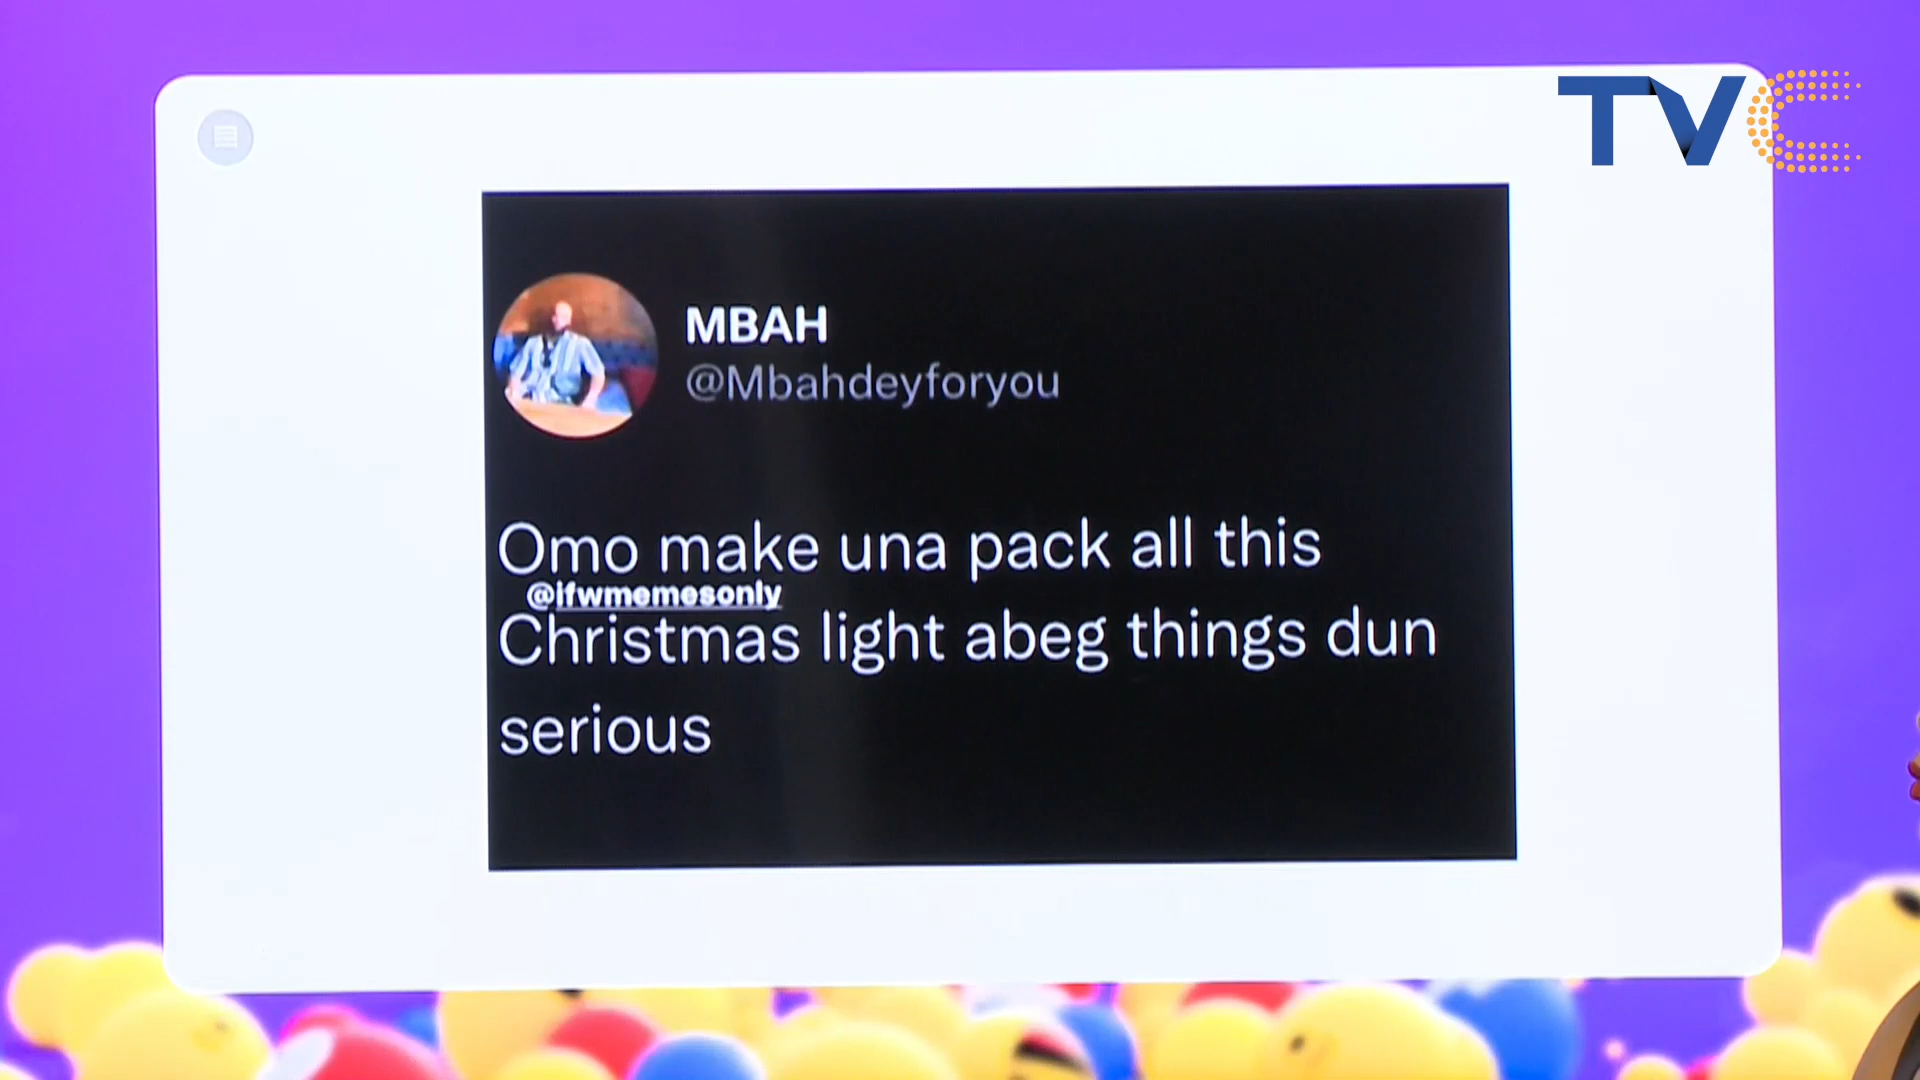 TVC
MBAH
@Mbahdeyforyou
Omo make una pack all this
@ifwmemesonly
Christmas light abeg things dun
serious